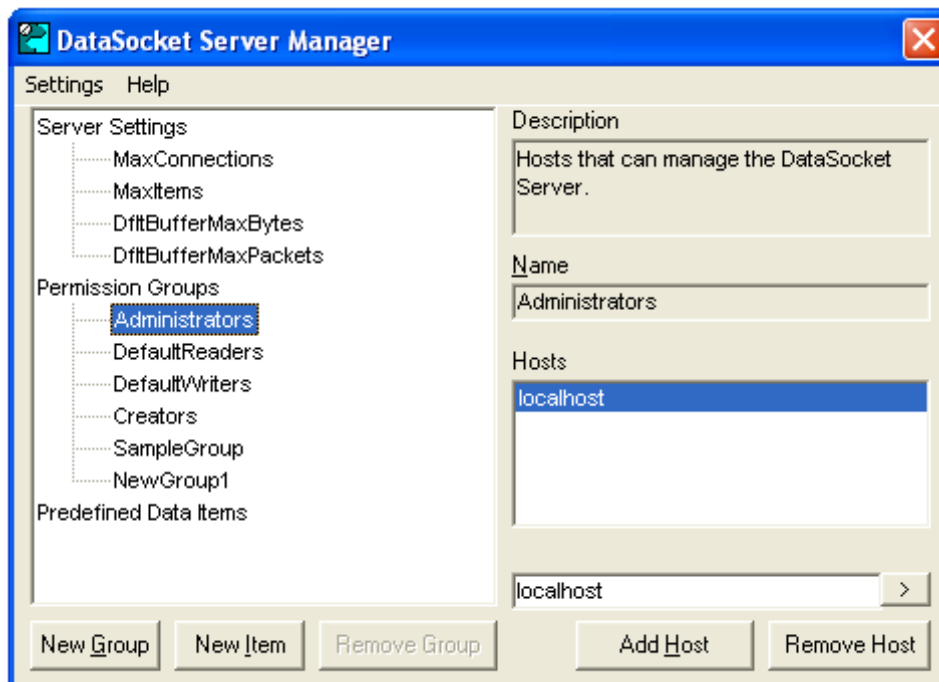 DataSocket Server Manager
Settings Help
Server Settings
MaxConnections
MaxItems
DfltBufferMaxBytes
DfltBufferMaxPackets
Permission Groups
Administrators
DefaultReaders
DefaultWriters
Creators
SampleGroup
NewGroup1
Predefined Data Items
Description
Hosts that can manage the DataSocket
Server.
Name
Administrators
Hosts
localhost
localhost >
New Group New Item Remove Group Add Host Remove Host